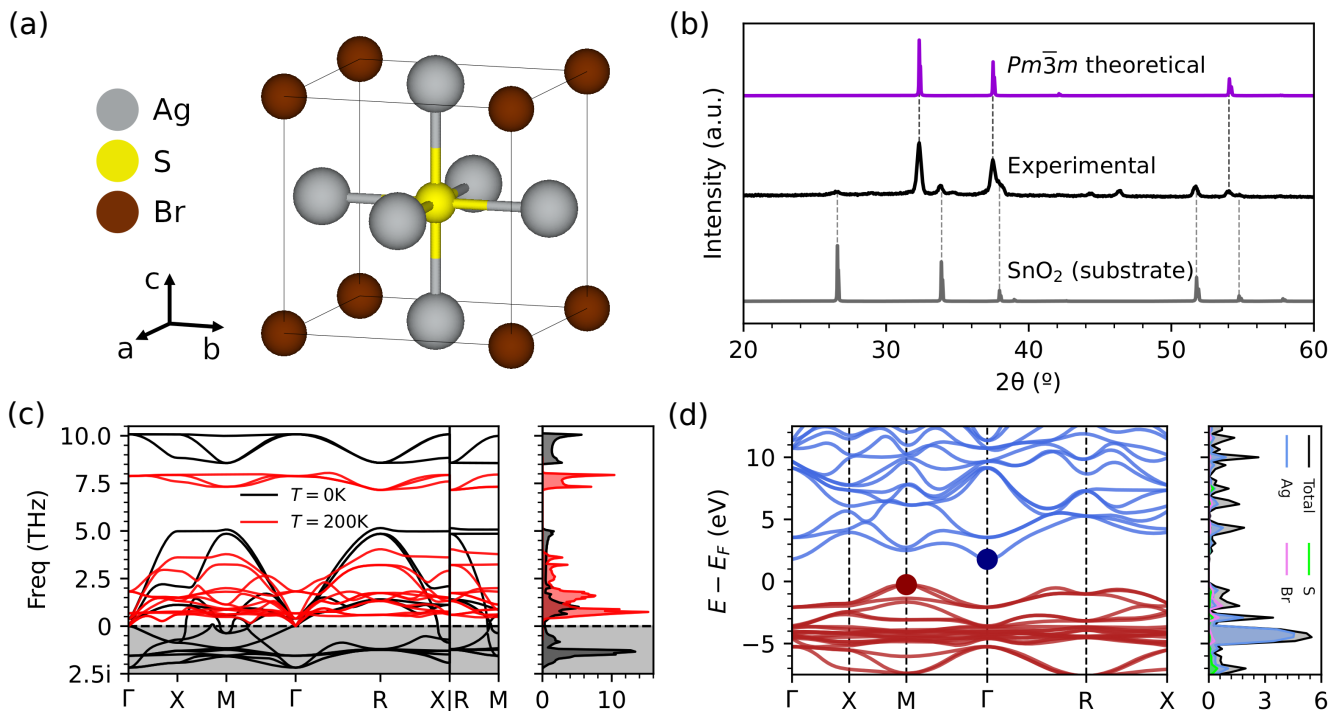 (a)
Ag
S
Br
c
a
b
(b)
Intensity (a.u.)
Pm3̅m theoretical
Experimental
SnO₂ (substrate)
20 30 40 50 60
2θ (º)
(c)
Freq (THz)
10.0
7.5
5.0
2.5
0
2.5i
T = 0K
T = 200K
Γ X M Γ R X|R M
0 10
(d)
E − E_F (eV)
10
5
0
−5
Γ X M Γ R X
Total
Ag
S
Br
0 3 6